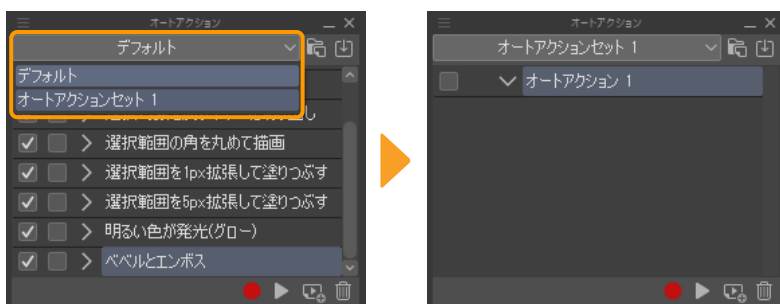 オートアクション
デフォルト
デフォルト
オートアクションセット 1
選択範囲の角を丸めて描画
選択範囲を1px拡張して塗りつぶす
選択範囲を5px拡張して塗りつぶす
明るい色が発光(グロー)
ベベルとエンボス
オートアクション
オートアクションセット 1
オートアクション 1